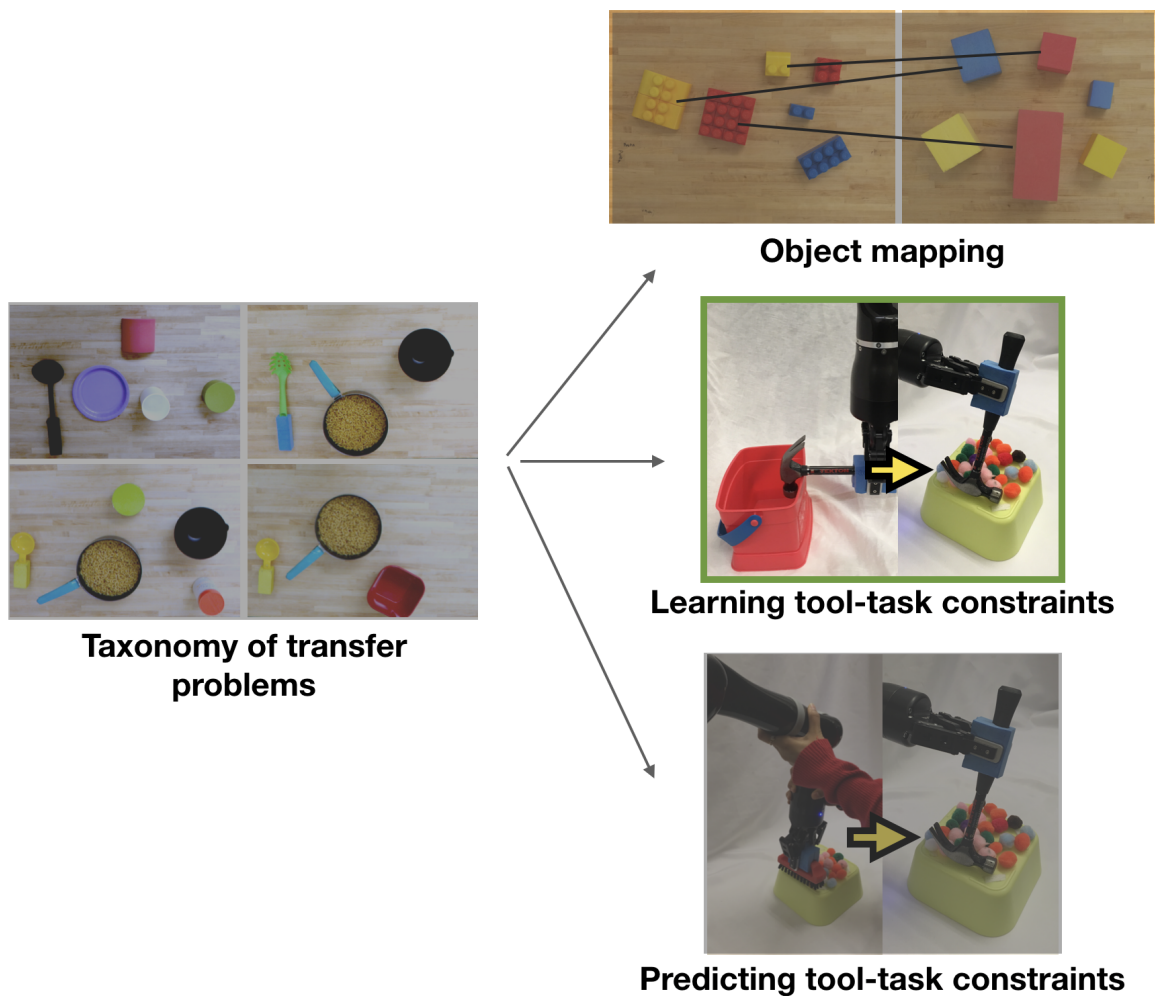 Object mapping
Learning tool-task constraints
Taxonomy of transfer
problems
Predicting tool-task constraints